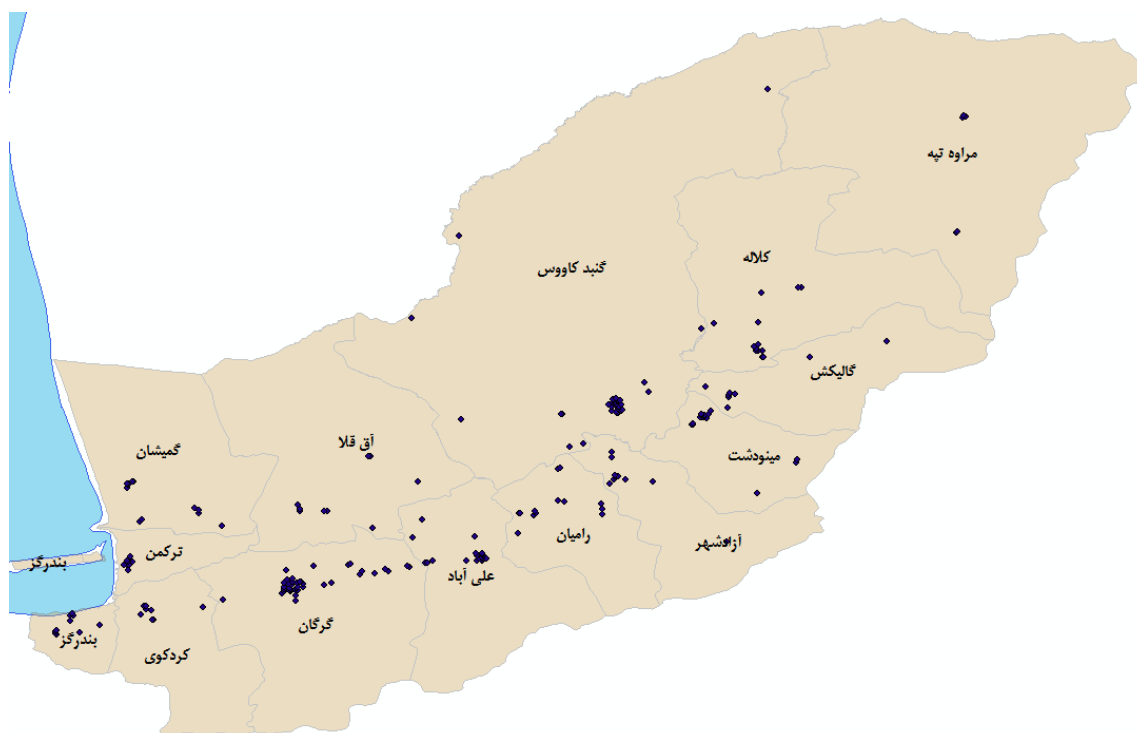 مراوه تپه
کلاله
گنبد کاووس
گالیکش
آق قلا
گمیشان
مینودشت
رامیان
آزادشهر
ترکمن
بندرگز
علی آباد
گرگان
بندرگز
کردکوی